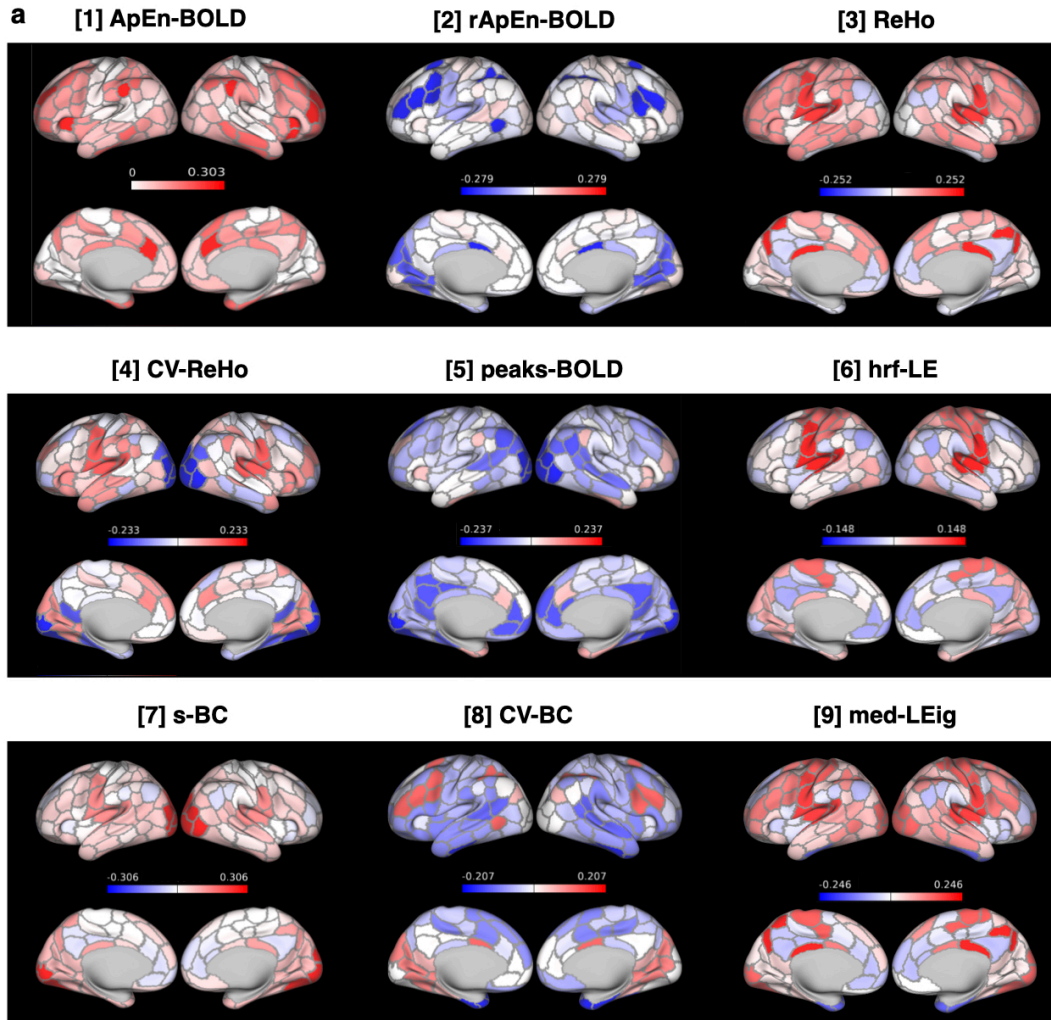 a
[1] ApEn-BOLD [2] rApEn-BOLD [3] ReHo
0 0.303 -0.279 0.279 -0.252 0.252
[4] CV-ReHo [5] peaks-BOLD [6] hrf-LE
-0.233 0.233 -0.237 0.237 -0.148 0.148
[7] s-BC [8] CV-BC [9] med-LEig
-0.306 0.306 -0.207 0.207 -0.246 0.246